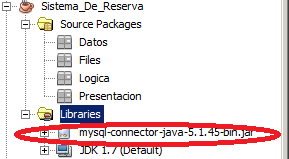 Sistema_De_Reserva
Source Packages
Datos
Files
Logica
Presentacion
Libraries
mysql-connector-java-5.1.45-bin.jar
JDK 1.7 (Default)